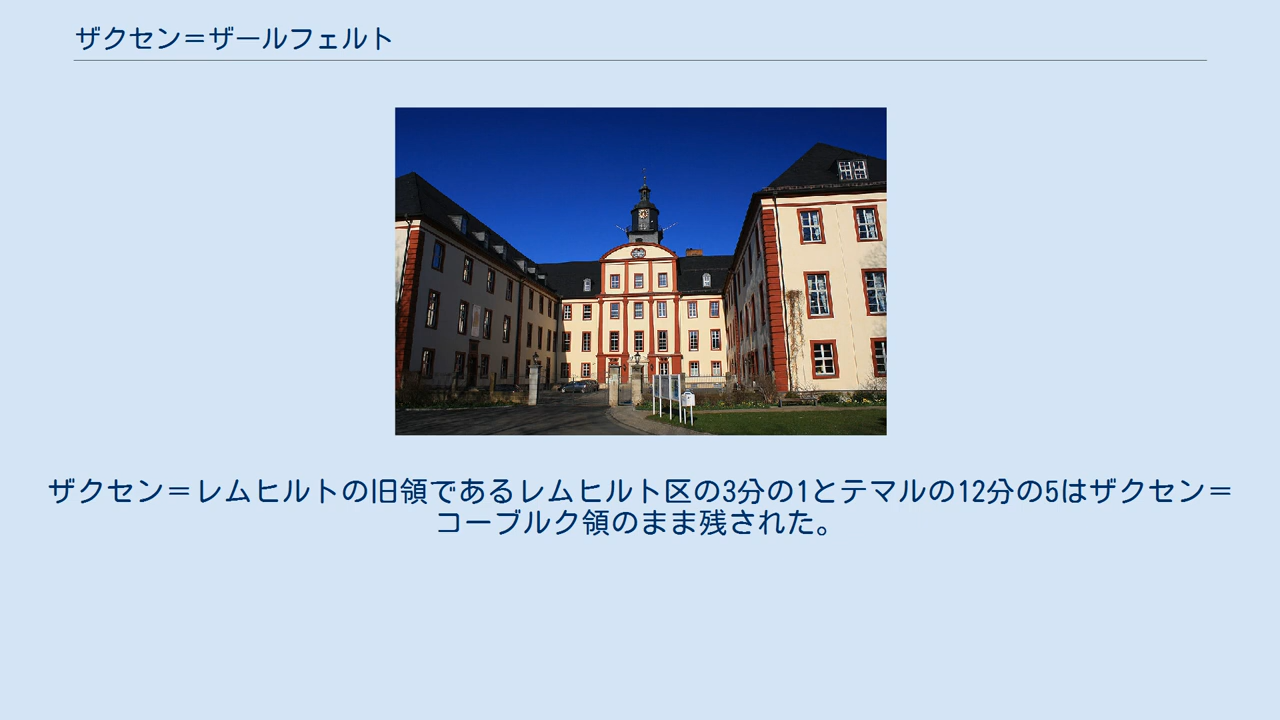 ザクセン＝ザールフェルト
ザクセン＝レムヒルトの旧領であるレムヒルト区の3分の1とテマルの12分の5はザクセン＝
コーブルク領のまま残された。